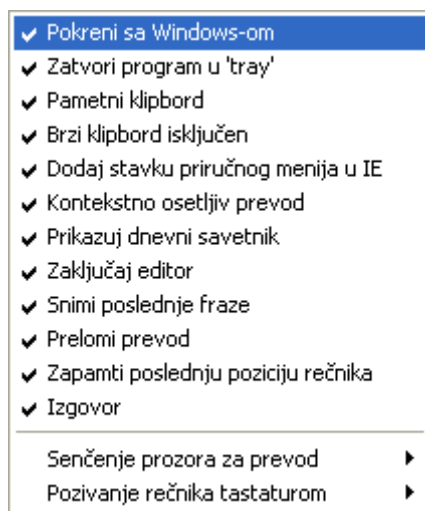 Pokreni sa Windows-om
Zatvori program u 'tray'
Pametni klipbord
Brzi klipbord isključen
Dodaj stavku priručnog menija u IE
Kontekstno osetljiv prevod
Prikazuj dnevni savetnik
Zaključaj editor
Snimi poslednje fraze
Prelomi prevod
Zapamti poslednju poziciju rečnika
Izgovor
Senčenje prozora za prevod
Pozivanje rečnika tastaturom